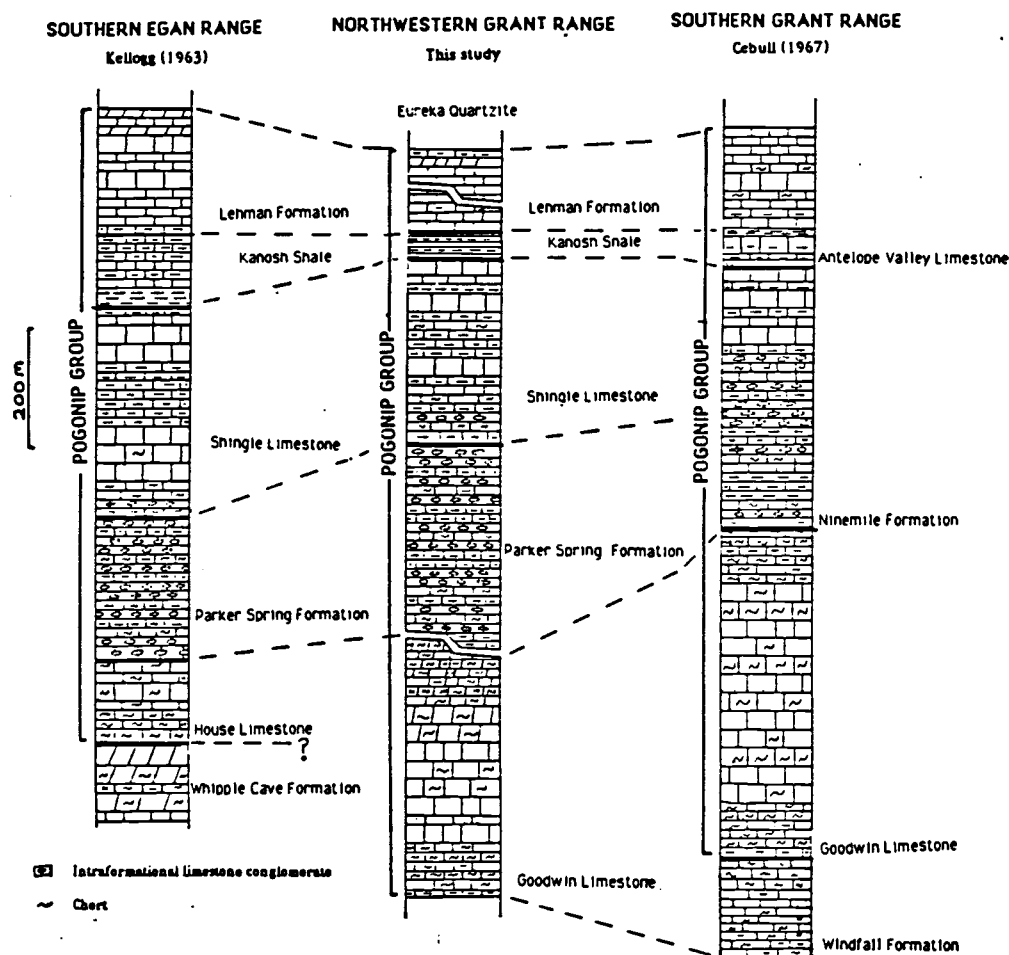 SOUTHERN EGAN RANGE
Kellogg (1963)
NORTHWESTERN GRANT RANGE
This study
SOUTHERN GRANT RANGE
Cebull (1967)
Eureka Quartzite
Lehman Formation
Kanosh Shale
Shingle Limestone
Parker Spring Formation
House Limestone
?
Whipple Cave Formation
POGONIP GROUP
200m
Lehman Formation
Kanosh Shale
Shingle Limestone
Parker Spring Formation
Goodwin Limestone
POGONIP GROUP
Antelope Valley Limestone
Ninemile Formation
Goodwin Limestone
Windfall Formation
POGONIP GROUP
Intraformational limestone conglomerate
Chert